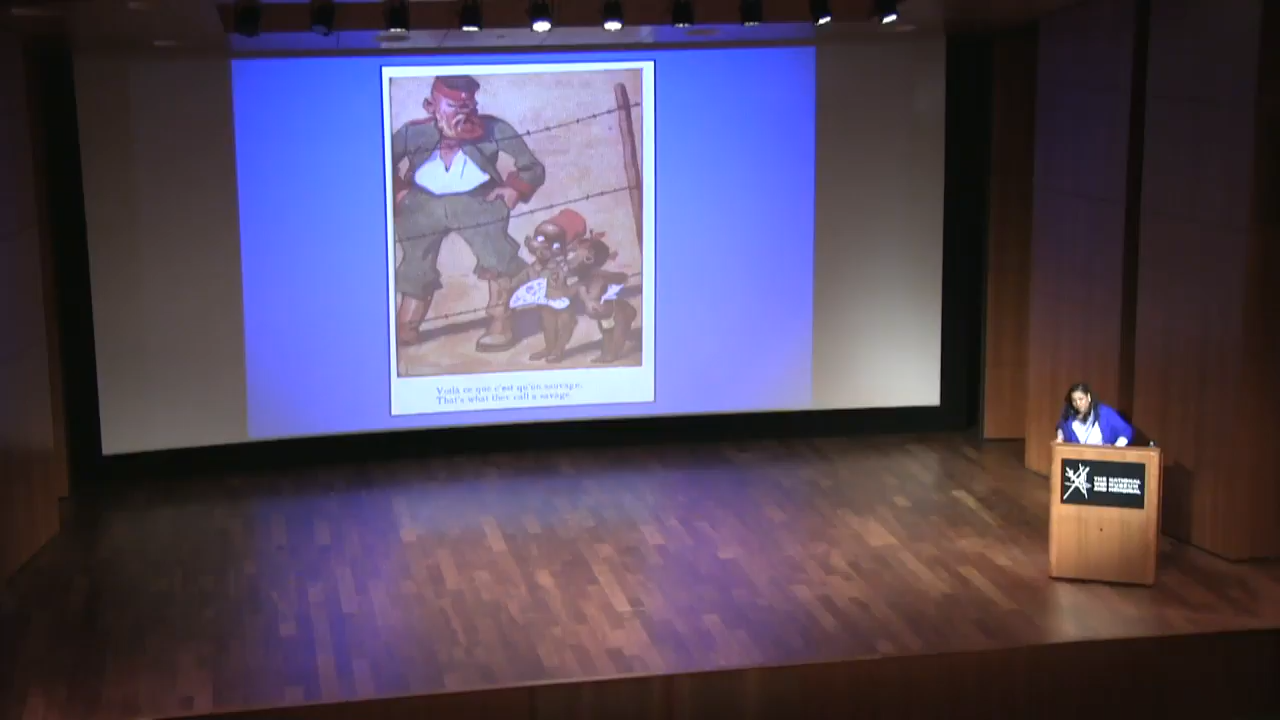 Voilà ce que c'est qu'un sauvage.
That's what they call a savage.
THE NATIONAL
WWI MUSEUM
AND MEMORIAL